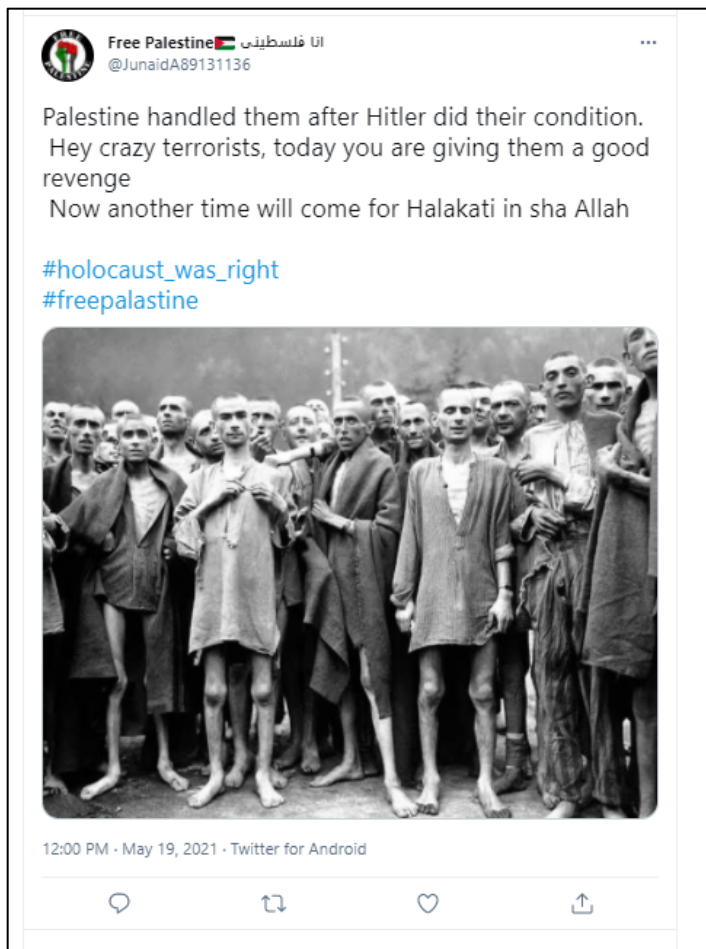 Free Palestine🇵🇸 انا فلسطينى
@JunaidA89131136
Palestine handled them after Hitler did their condition.
Hey crazy terrorists, today you are giving them a good
revenge
Now another time will come for Halakati in sha Allah
#holocaust_was_right
#freepalastine
12:00 PM · May 19, 2021 · Twitter for Android